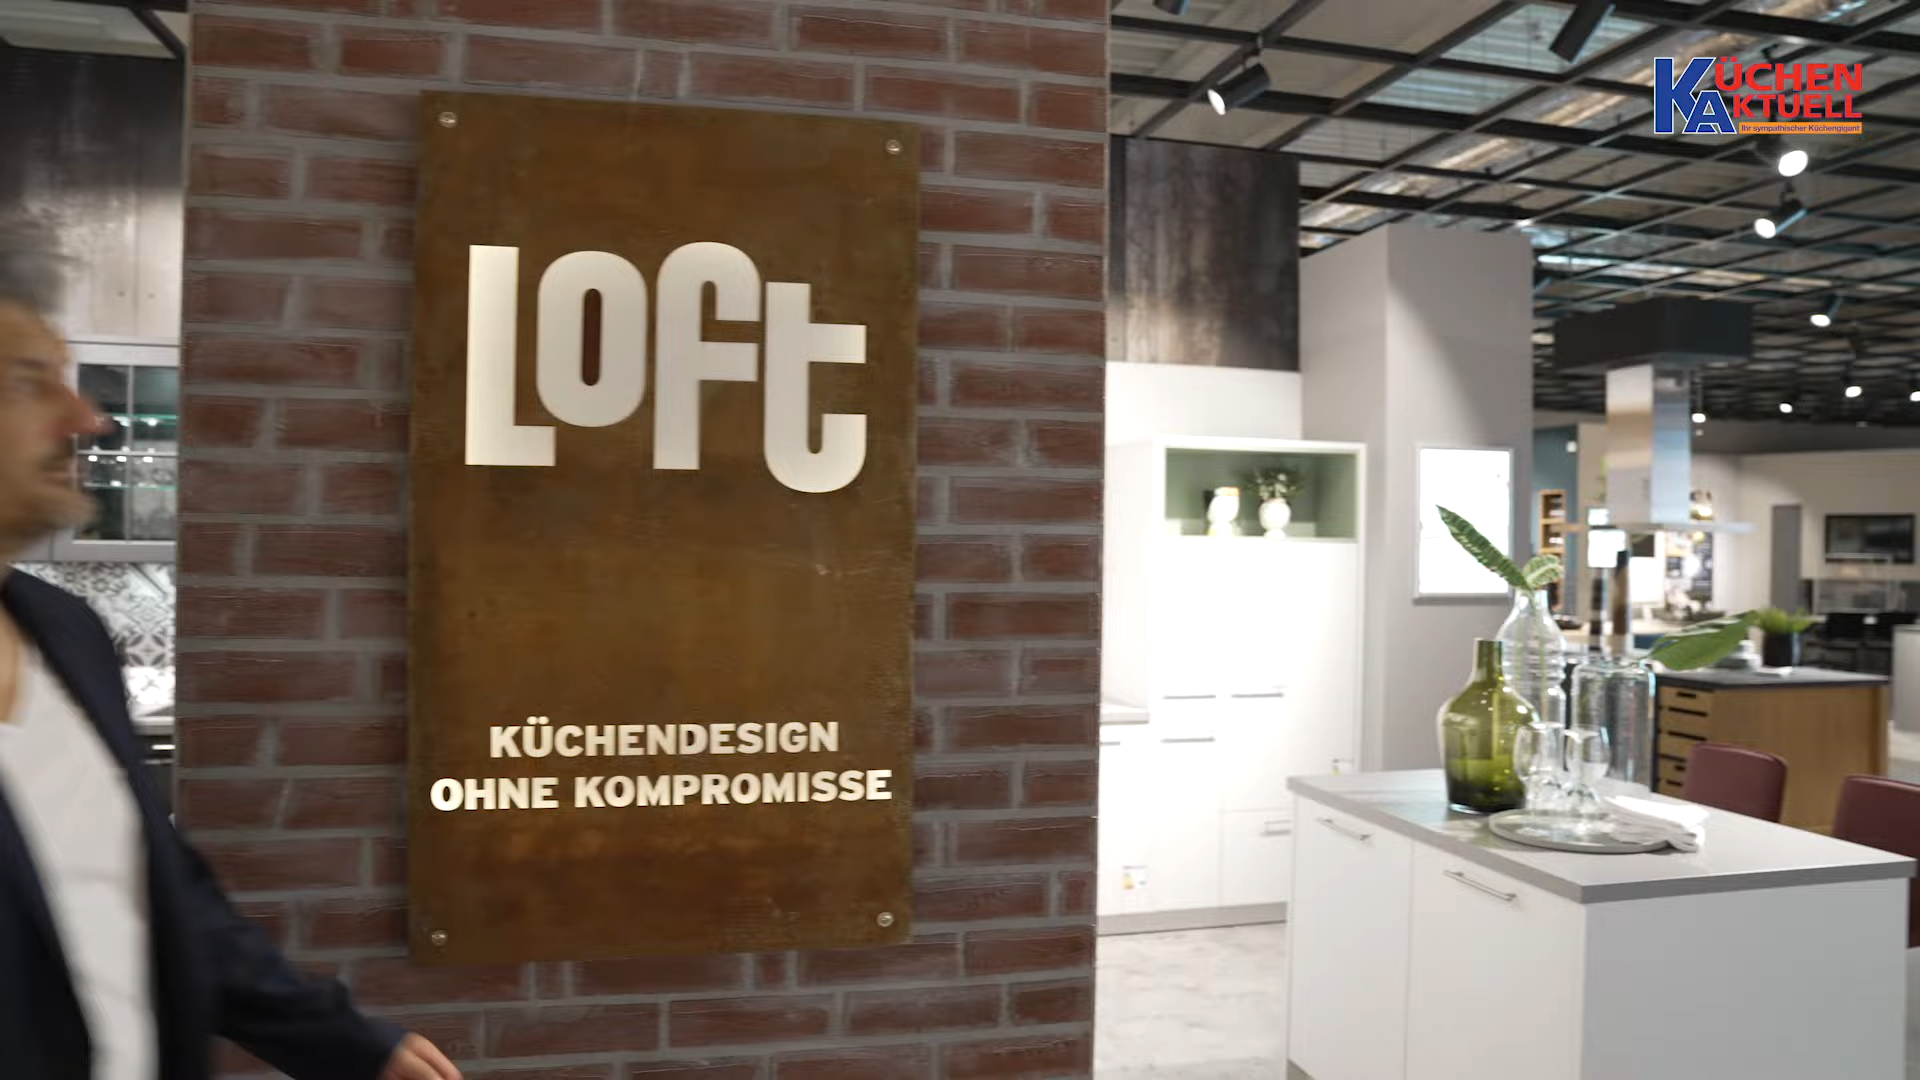 Loft
KÜCHENDESIGN
OHNE KOMPROMISSE
KÜCHEN
AKTUELL
Ihr sympathischer Küchengigant